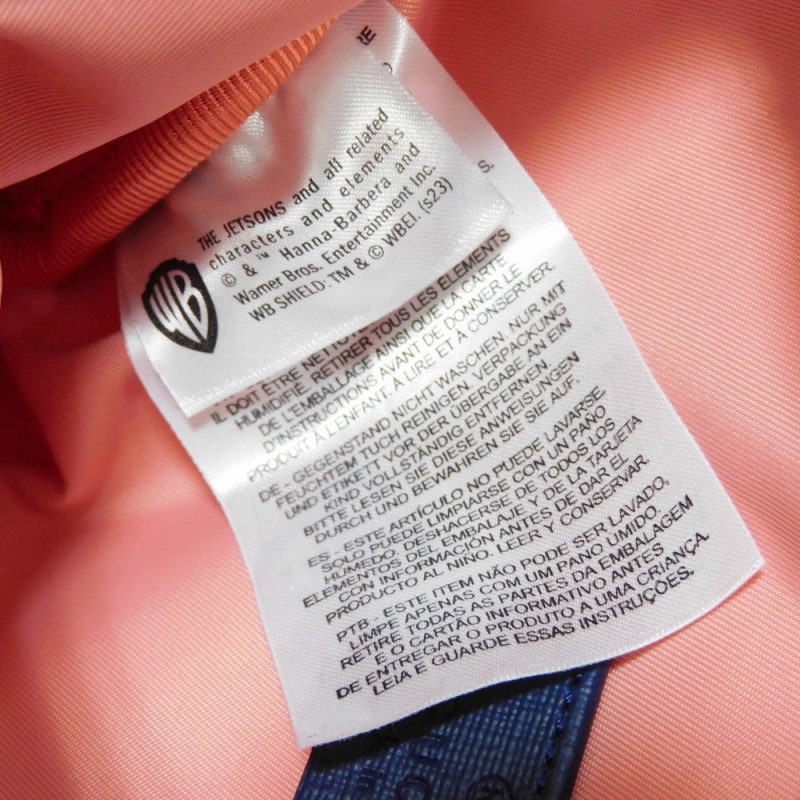 RE
S.
THE JETSONS and all related
characters and elements
© & ™ Hanna-Barbera and
Warner Bros. Entertainment Inc.
WB SHIELD: TM & © WBEI. (s23)
WB
IL DOIT ÊTRE NETTOYÉ
HUMIDIFIÉ. RETIRER TOUS LES ÉLÉMENTS
DE L'EMBALLAGE AINSI QUE LA CARTE
D'INSTRUCTIONS AVANT DE DONNER LE
PRODUIT À L'ENFANT. À LIRE ET À CONSERVER.
DE - GEGENSTAND NICHT WASCHEN, NUR MIT
FEUCHTEM TUCH REINIGEN. VERPACKUNG
UND ETIKETT VOR DER ÜBERGABE AN EIN
KIND VOLLSTÄNDIG ENTFERNEN.
BITTE LESEN SIE DIESE ANWEISUNGEN
DURCH UND BEWAHREN SIE SIE AUF.
ES - ESTE ARTÍCULO NO PUEDE LAVARSE.
SOLO PUEDE LIMPIARSE CON UN PAÑO
HÚMEDO. DESHACERSE DE TODOS LOS
ELEMENTOS DEL EMBALAJE Y DE LA TARJETA
CON INFORMACIÓN ANTES DE DAR EL
PRODUCTO AL NIÑO. LEER Y CONSERVAR.
PTB - ESTE ITEM NÃO PODE SER LAVADO,
LIMPE APENAS COM UM PANO UMIDO.
RETIRE TODAS AS PARTES DA EMBALAGEM
E O CARTÃO INFORMATIVO ANTES
DE ENTREGAR O PRODUTO A UMA CRIANÇA.
LEIA E GUARDE ESSAS INSTRUÇÕES.